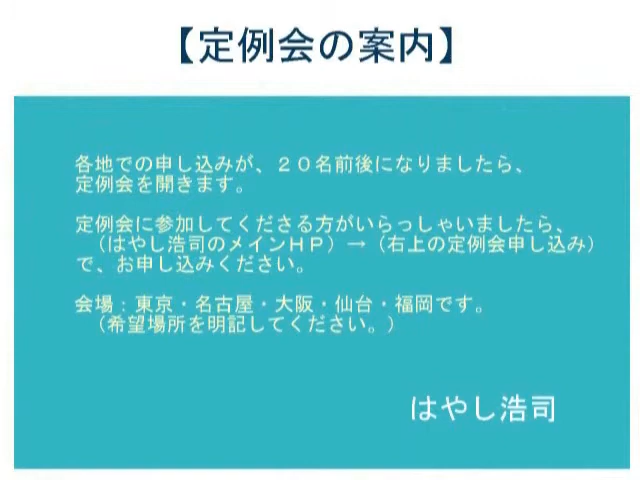 【定例会の案内】
各地での申し込みが、２０名前後になりましたら、
定例会を開きます。
定例会に参加してくださる方がいらっしゃいましたら、
（はやし浩司のメインＨＰ）→（右上の定例会申し込み）
で、お申し込みください。
会場：東京・名古屋・大阪・仙台・福岡です。
（希望場所を明記してください。）
はやし浩司